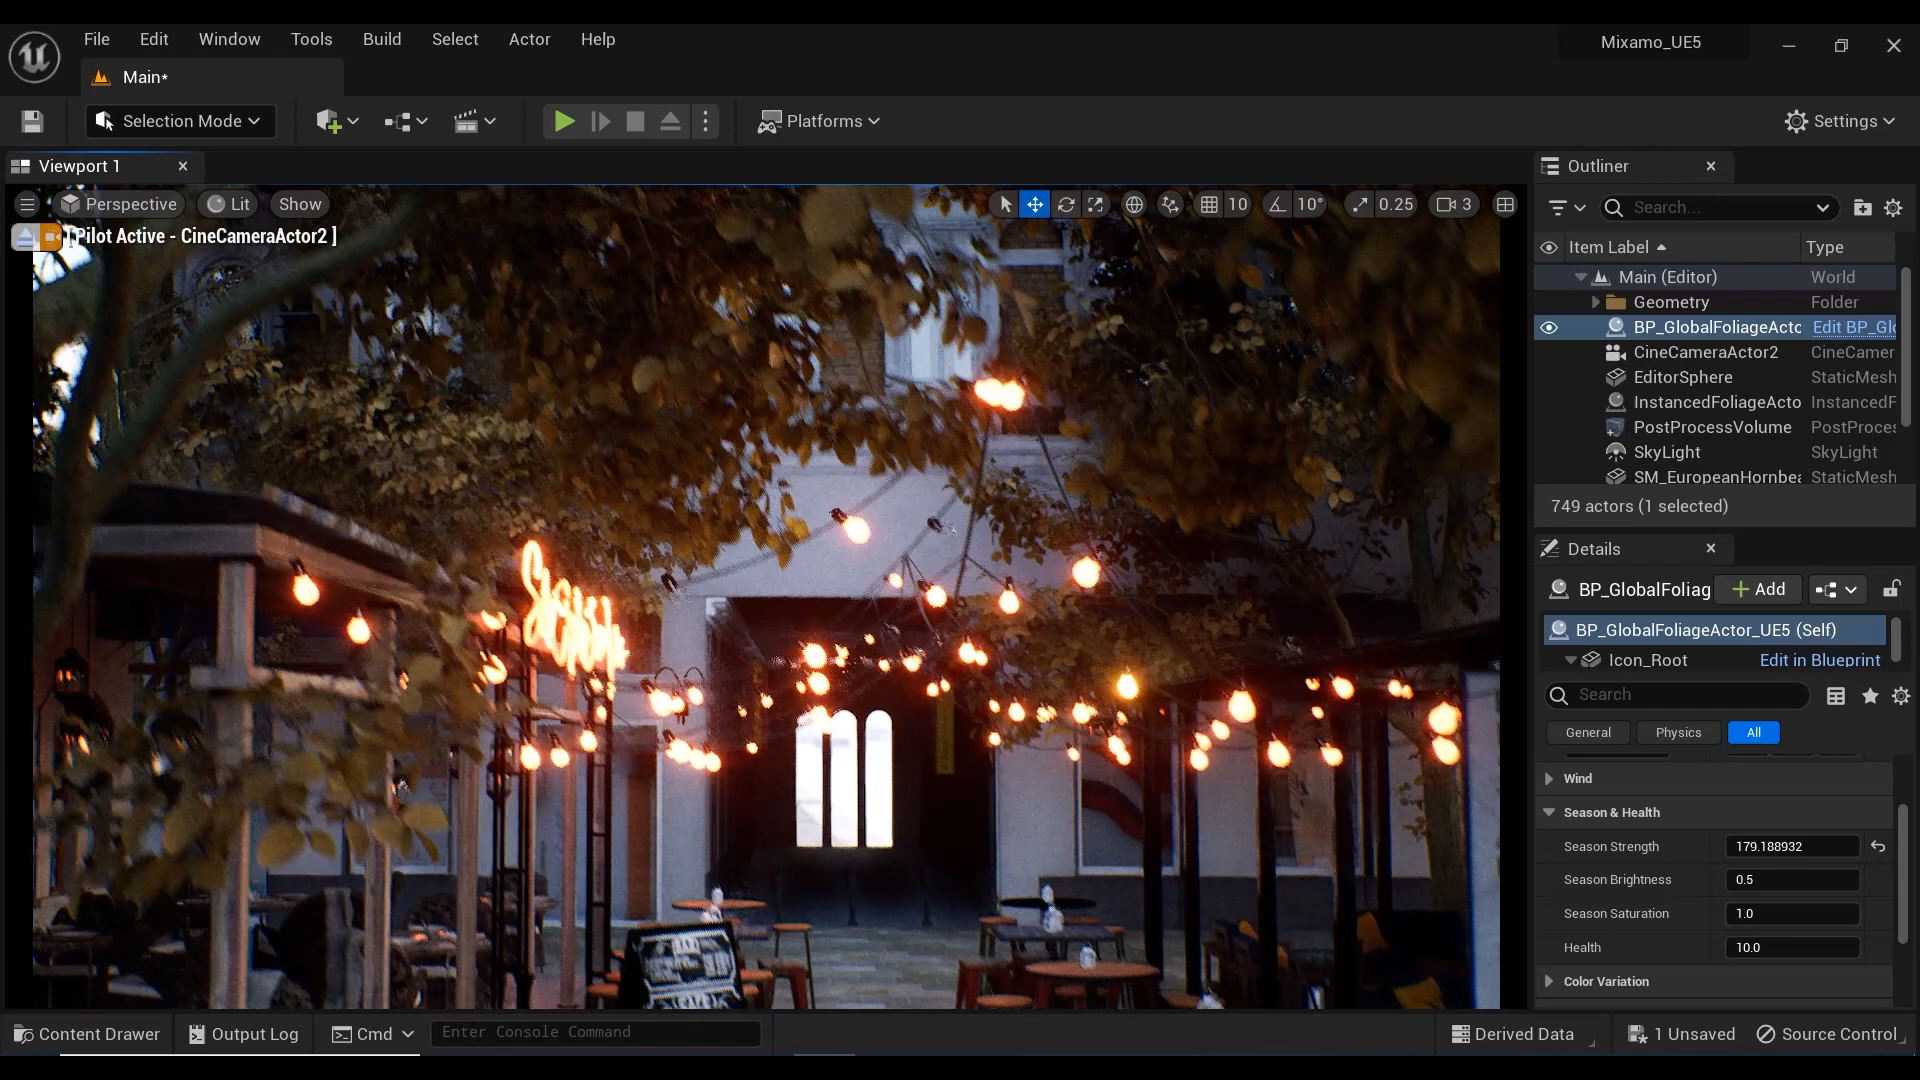 File Edit Window Tools Build Select Actor Help
Mixamo_UE5
Main*
Selection Mode
Platforms
Settings
Viewport 1
Perspective Lit Show
10 10° 0.25 3
[ Pilot Active - CineCameraActor2 ]
Outliner
Search...
Item Label Type
Main (Editor) World
Geometry Folder
BP_GlobalFoliageActo Edit BP_Glo
CineCameraActor2 CineCamer
EditorSphere StaticMesh
InstancedFoliageActo InstancedF
PostProcessVolume PostProces
SkyLight SkyLight
SM_EuropeanHornbea StaticMesh
749 actors (1 selected)
Details
BP_GlobalFoliag Add
BP_GlobalFoliageActor_UE5 (Self)
Icon_Root Edit in Blueprint
Search
General Physics All
Wind
Season & Health
Season Strength 179.188932
Season Brightness 0.5
Season Saturation 1.0
Health 10.0
Color Variation
Content Drawer Output Log Cmd Enter Console Command
Derived Data 1 Unsaved Source Control